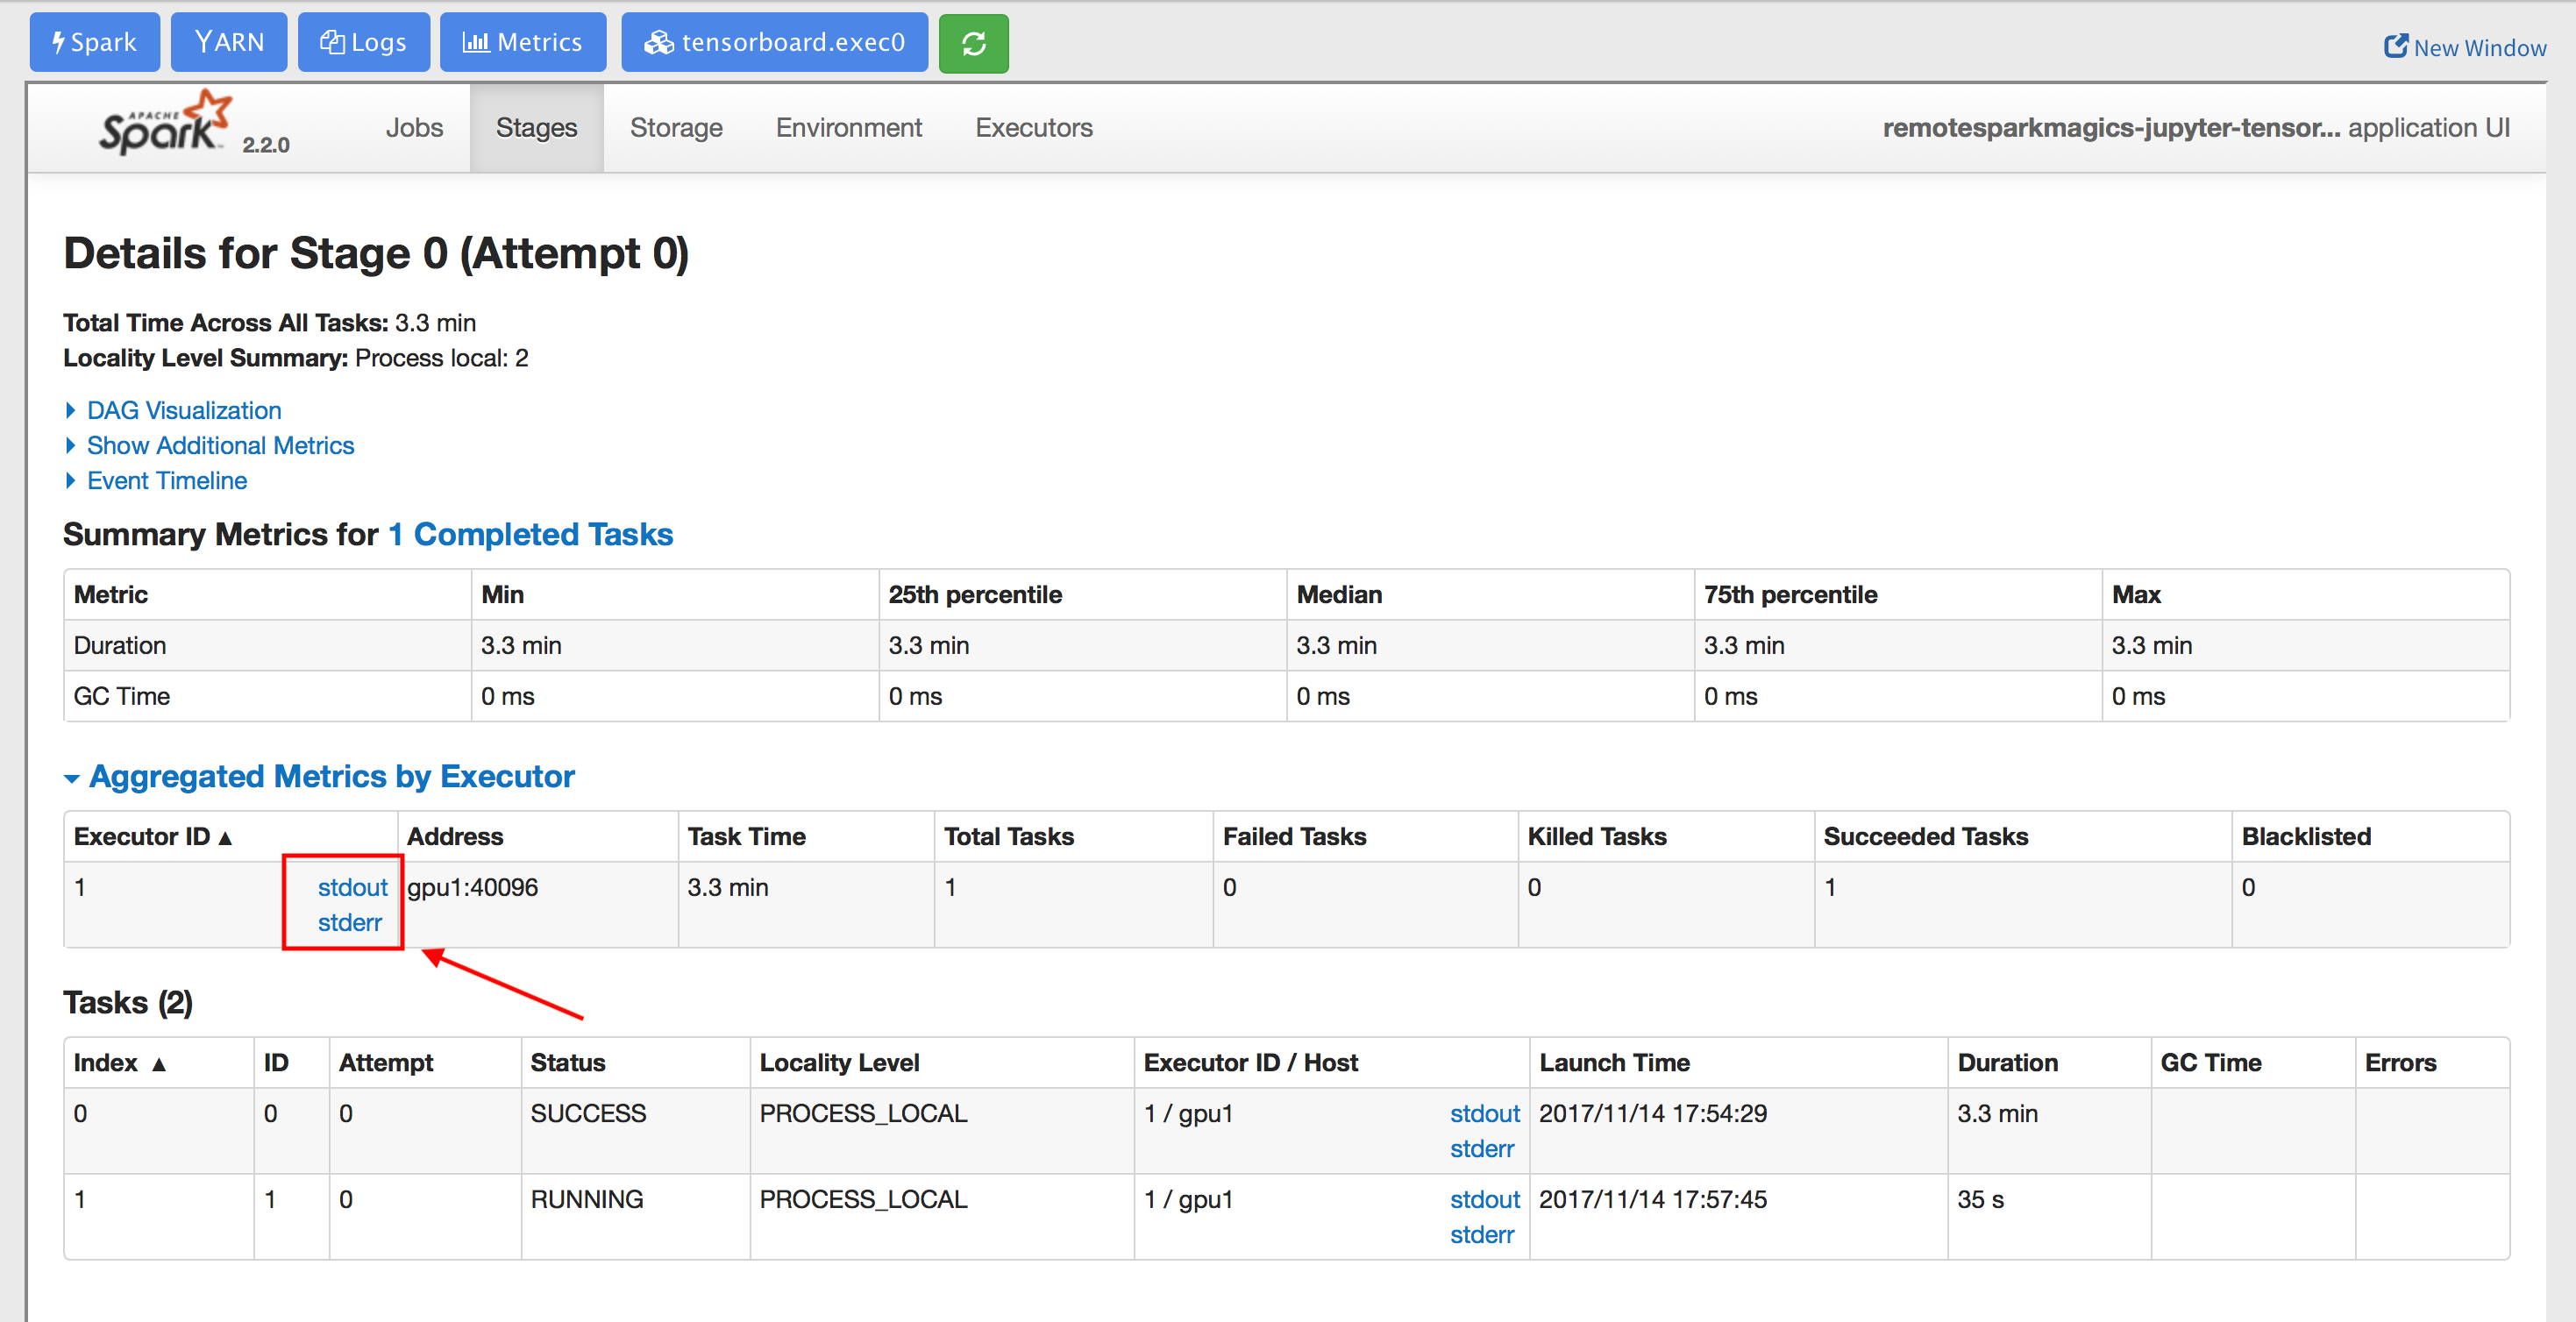 Spark YARN Logs Metrics tensorboard.exec0 New Window
APACHE Spark™ 2.2.0 Jobs Stages Storage Environment Executors remotesparkmagics-jupyter-tensor... application UI
Details for Stage 0 (Attempt 0)
Total Time Across All Tasks: 3.3 min
Locality Level Summary: Process local: 2
DAG Visualization
Show Additional Metrics
Event Timeline
Summary Metrics for 1 Completed Tasks
Metric Min 25th percentile Median 75th percentile Max
Duration 3.3 min 3.3 min 3.3 min 3.3 min 3.3 min
GC Time 0 ms 0 ms 0 ms 0 ms 0 ms
Aggregated Metrics by Executor
Executor ID ▲ Address Task Time Total Tasks Failed Tasks Killed Tasks Succeeded Tasks Blacklisted
1 stdout gpu1:40096 3.3 min 1 0 0 1 0
stderr
Tasks (2)
Index ▲ ID Attempt Status Locality Level Executor ID / Host Launch Time Duration GC Time Errors
0 0 0 SUCCESS PROCESS_LOCAL 1 / gpu1 stdout 2017/11/14 17:54:29 3.3 min
stderr
1 1 0 RUNNING PROCESS_LOCAL 1 / gpu1 stdout 2017/11/14 17:57:45 35 s
stderr